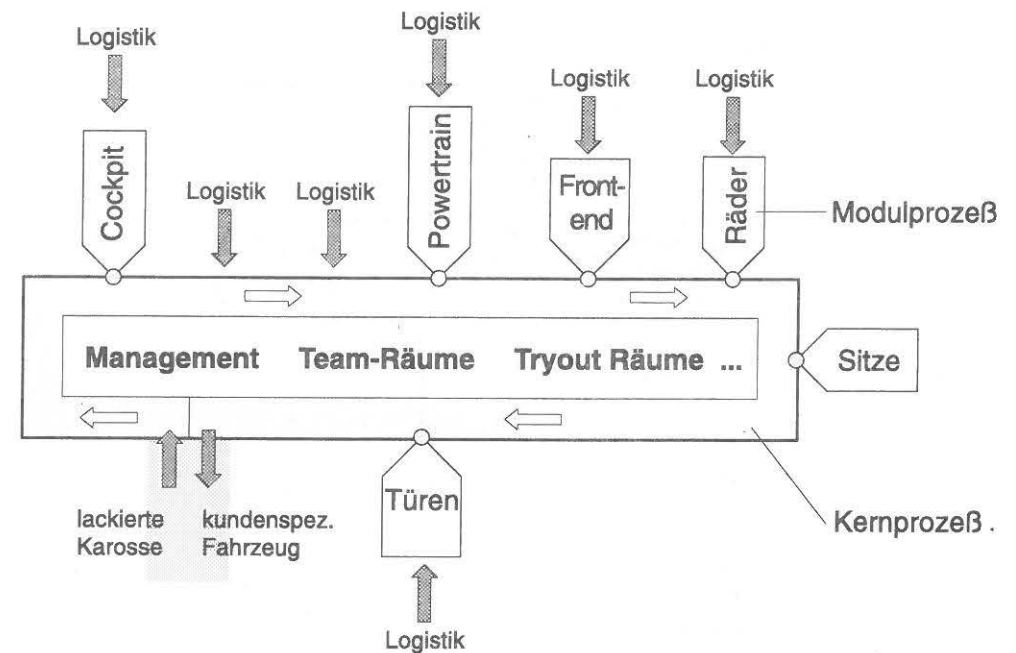 Logistik
Logistik
Logistik
Logistik
Cockpit
Powertrain
Front-
end
Räder
Logistik
Logistik
Modulprozeß
Management Team-Räume Tryout Räume ...
Sitze
Türen
lackierte
Karosse
kundenspez.
Fahrzeug
Kernprozeß .
Logistik